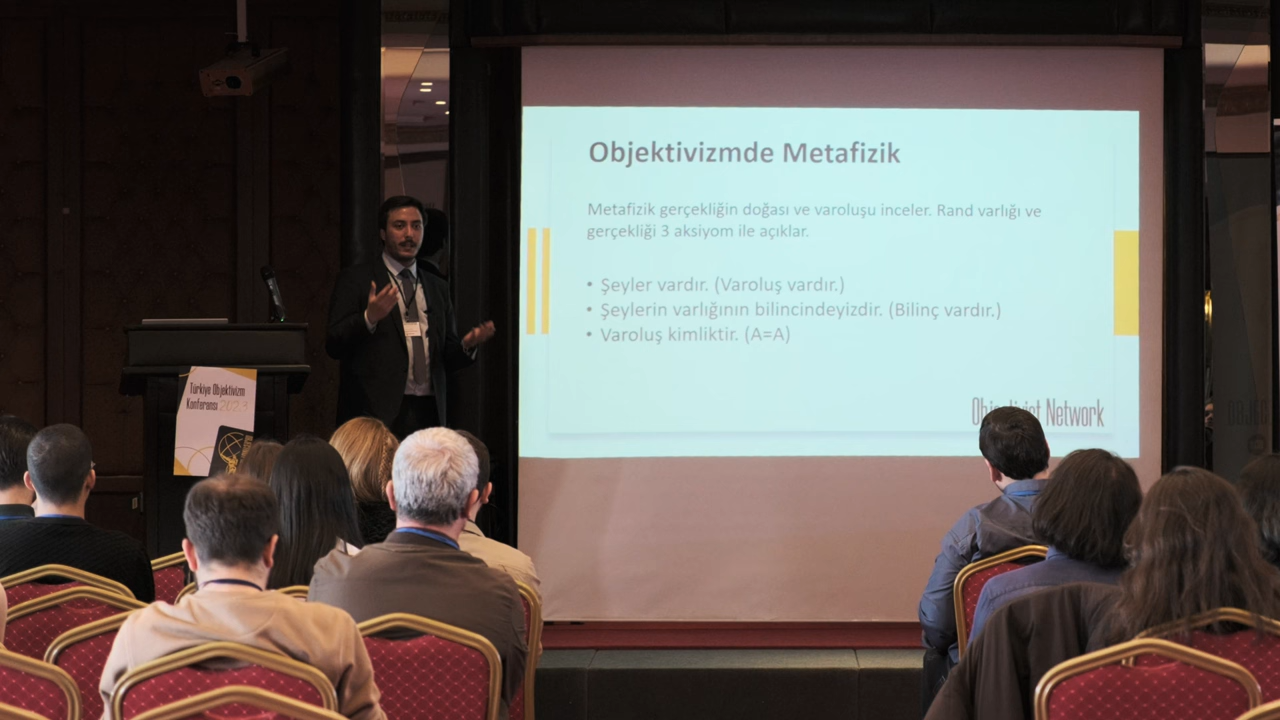 Objektivizmde Metafizik
Metafizik gerçekliğin doğası ve varoluşu inceler. Rand varlığı ve
gerçekliği 3 aksiyom ile açıklar.
• Şeyler vardır. (Varoluş vardır.)
• Şeylerin varlığının bilincindeyizdir. (Bilinç vardır.)
• Varoluş kimliktir. (A=A)
Objectivist Network
Türkiye Objektivizm
Konferansı 2023